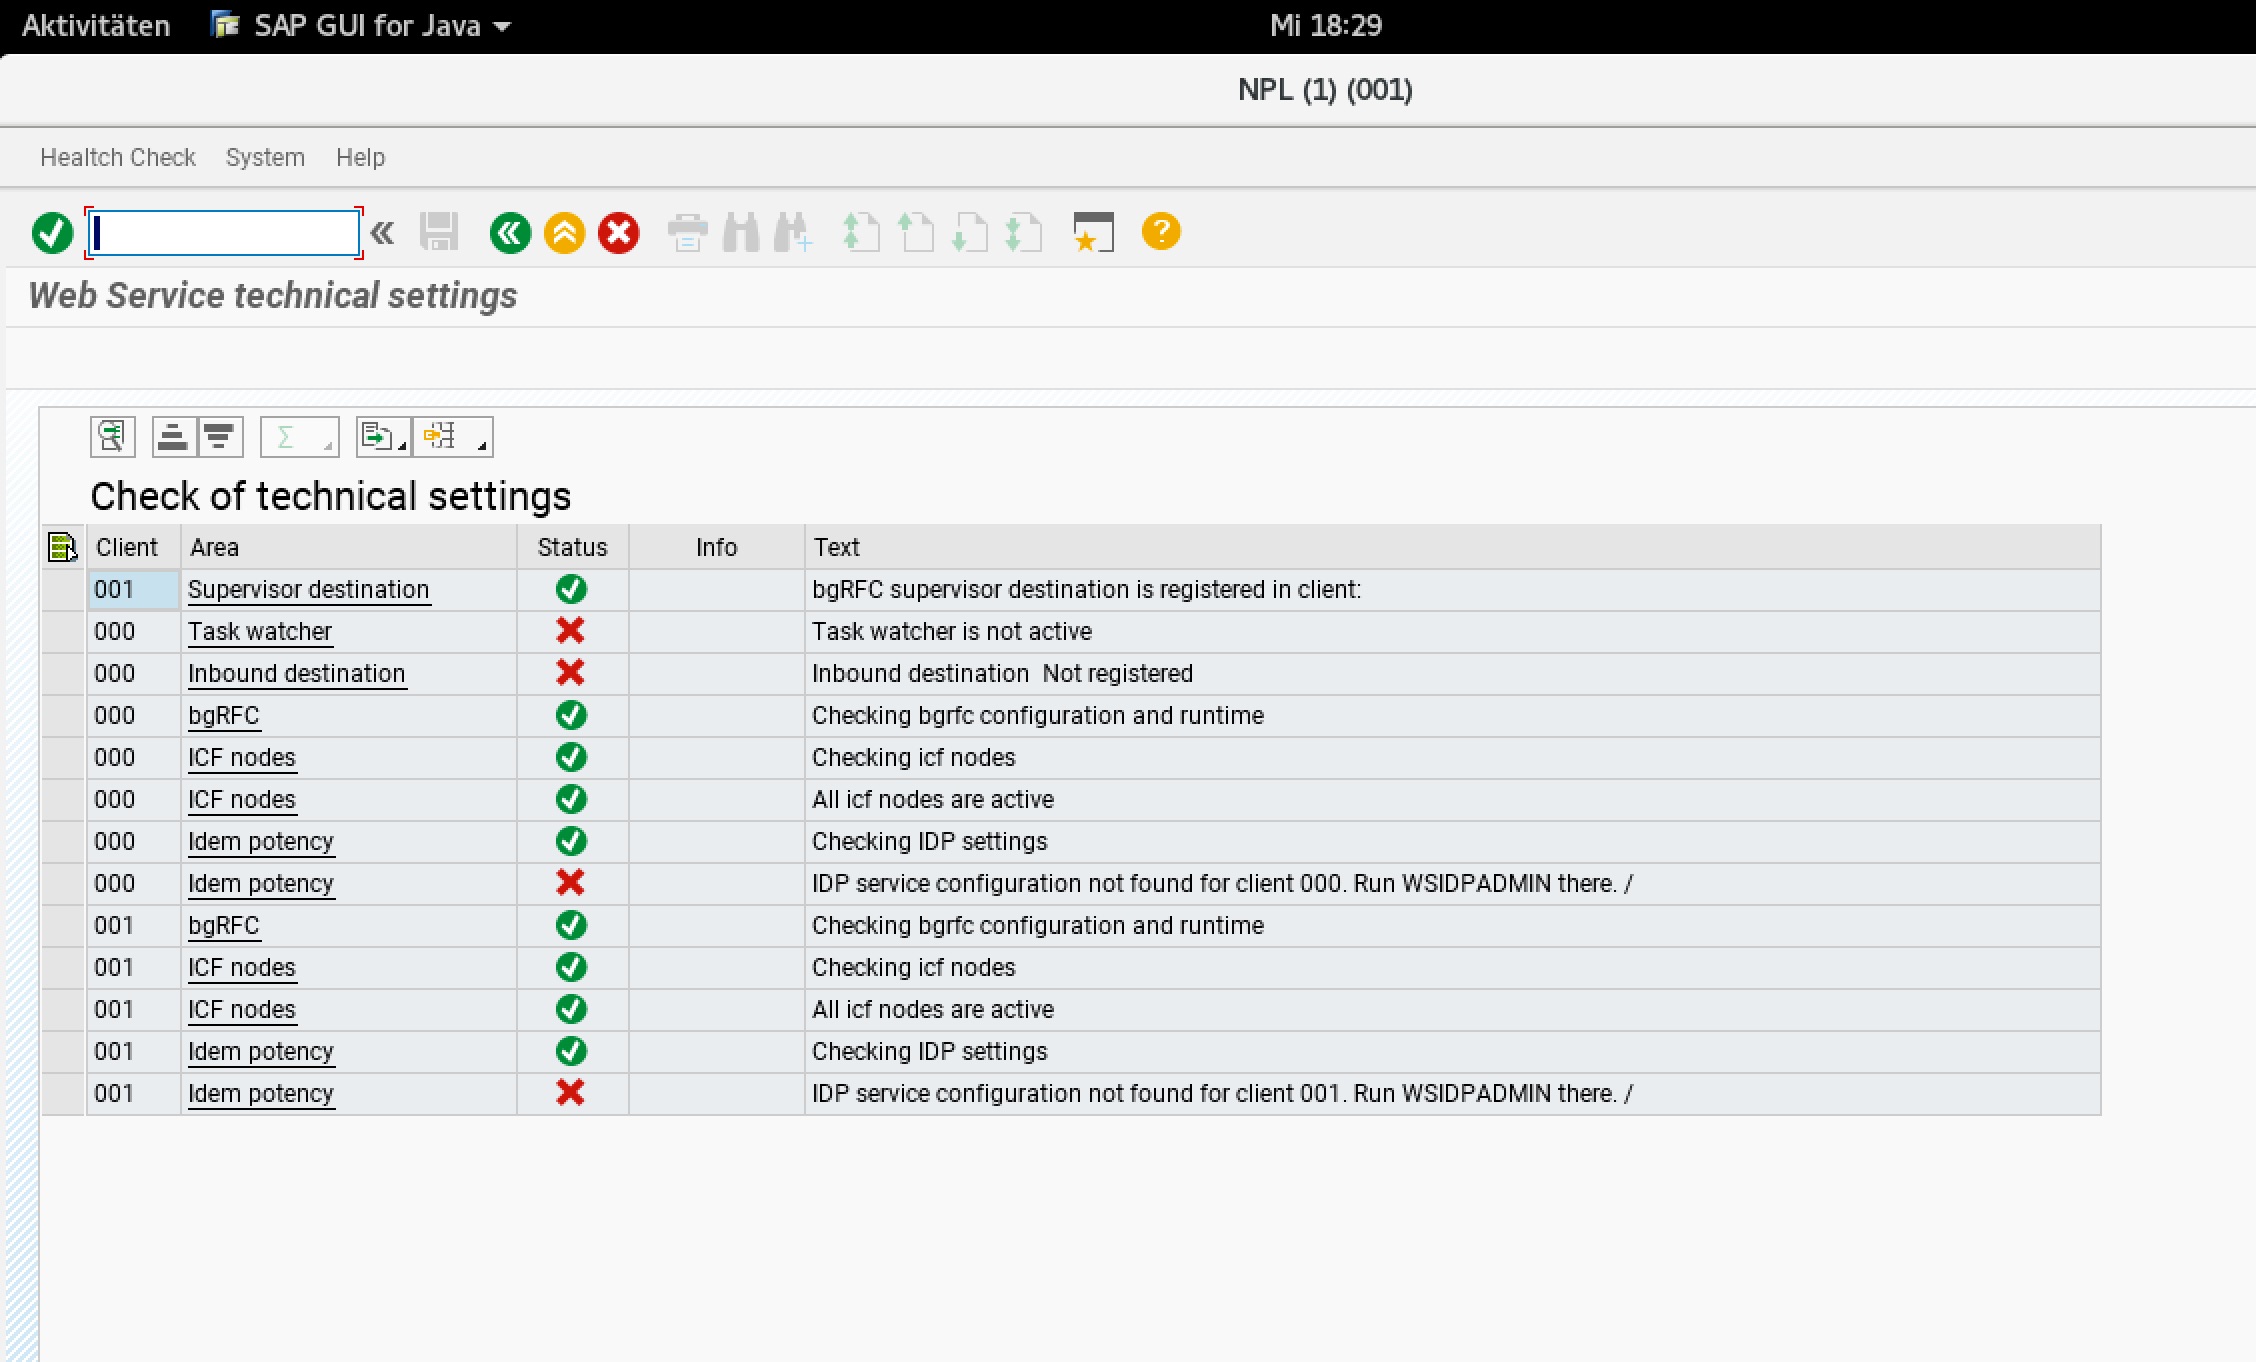 Aktivitäten SAP GUI for Java Mi 18:29
NPL (1) (001)
Healtch Check System Help
Web Service technical settings
Check of technical settings
Client Area Status Info Text
001 Supervisor destination bgRFC supervisor destination is registered in client:
000 Task watcher Task watcher is not active
000 Inbound destination Inbound destination  Not registered
000 bgRFC Checking bgrfc configuration and runtime
000 ICF nodes Checking icf nodes
000 ICF nodes All icf nodes are active
000 Idem potency Checking IDP settings
000 Idem potency IDP service configuration not found for client 000. Run WSIDPADMIN there. /
001 bgRFC Checking bgrfc configuration and runtime
001 ICF nodes Checking icf nodes
001 ICF nodes All icf nodes are active
001 Idem potency Checking IDP settings
001 Idem potency IDP service configuration not found for client 001. Run WSIDPADMIN there. /